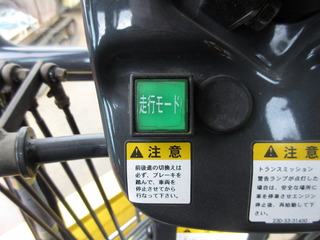 走行モード
注意
前後進の切換えは
必ず、ブレーキを
踏んで、車両を
停止させてから
行なって下さい。
注意
トランスミッション
警告ランプが点灯した
場合は、安全な場所に
車を停車させエンジン
停止後、再始動して下
さい。
230-53-31400